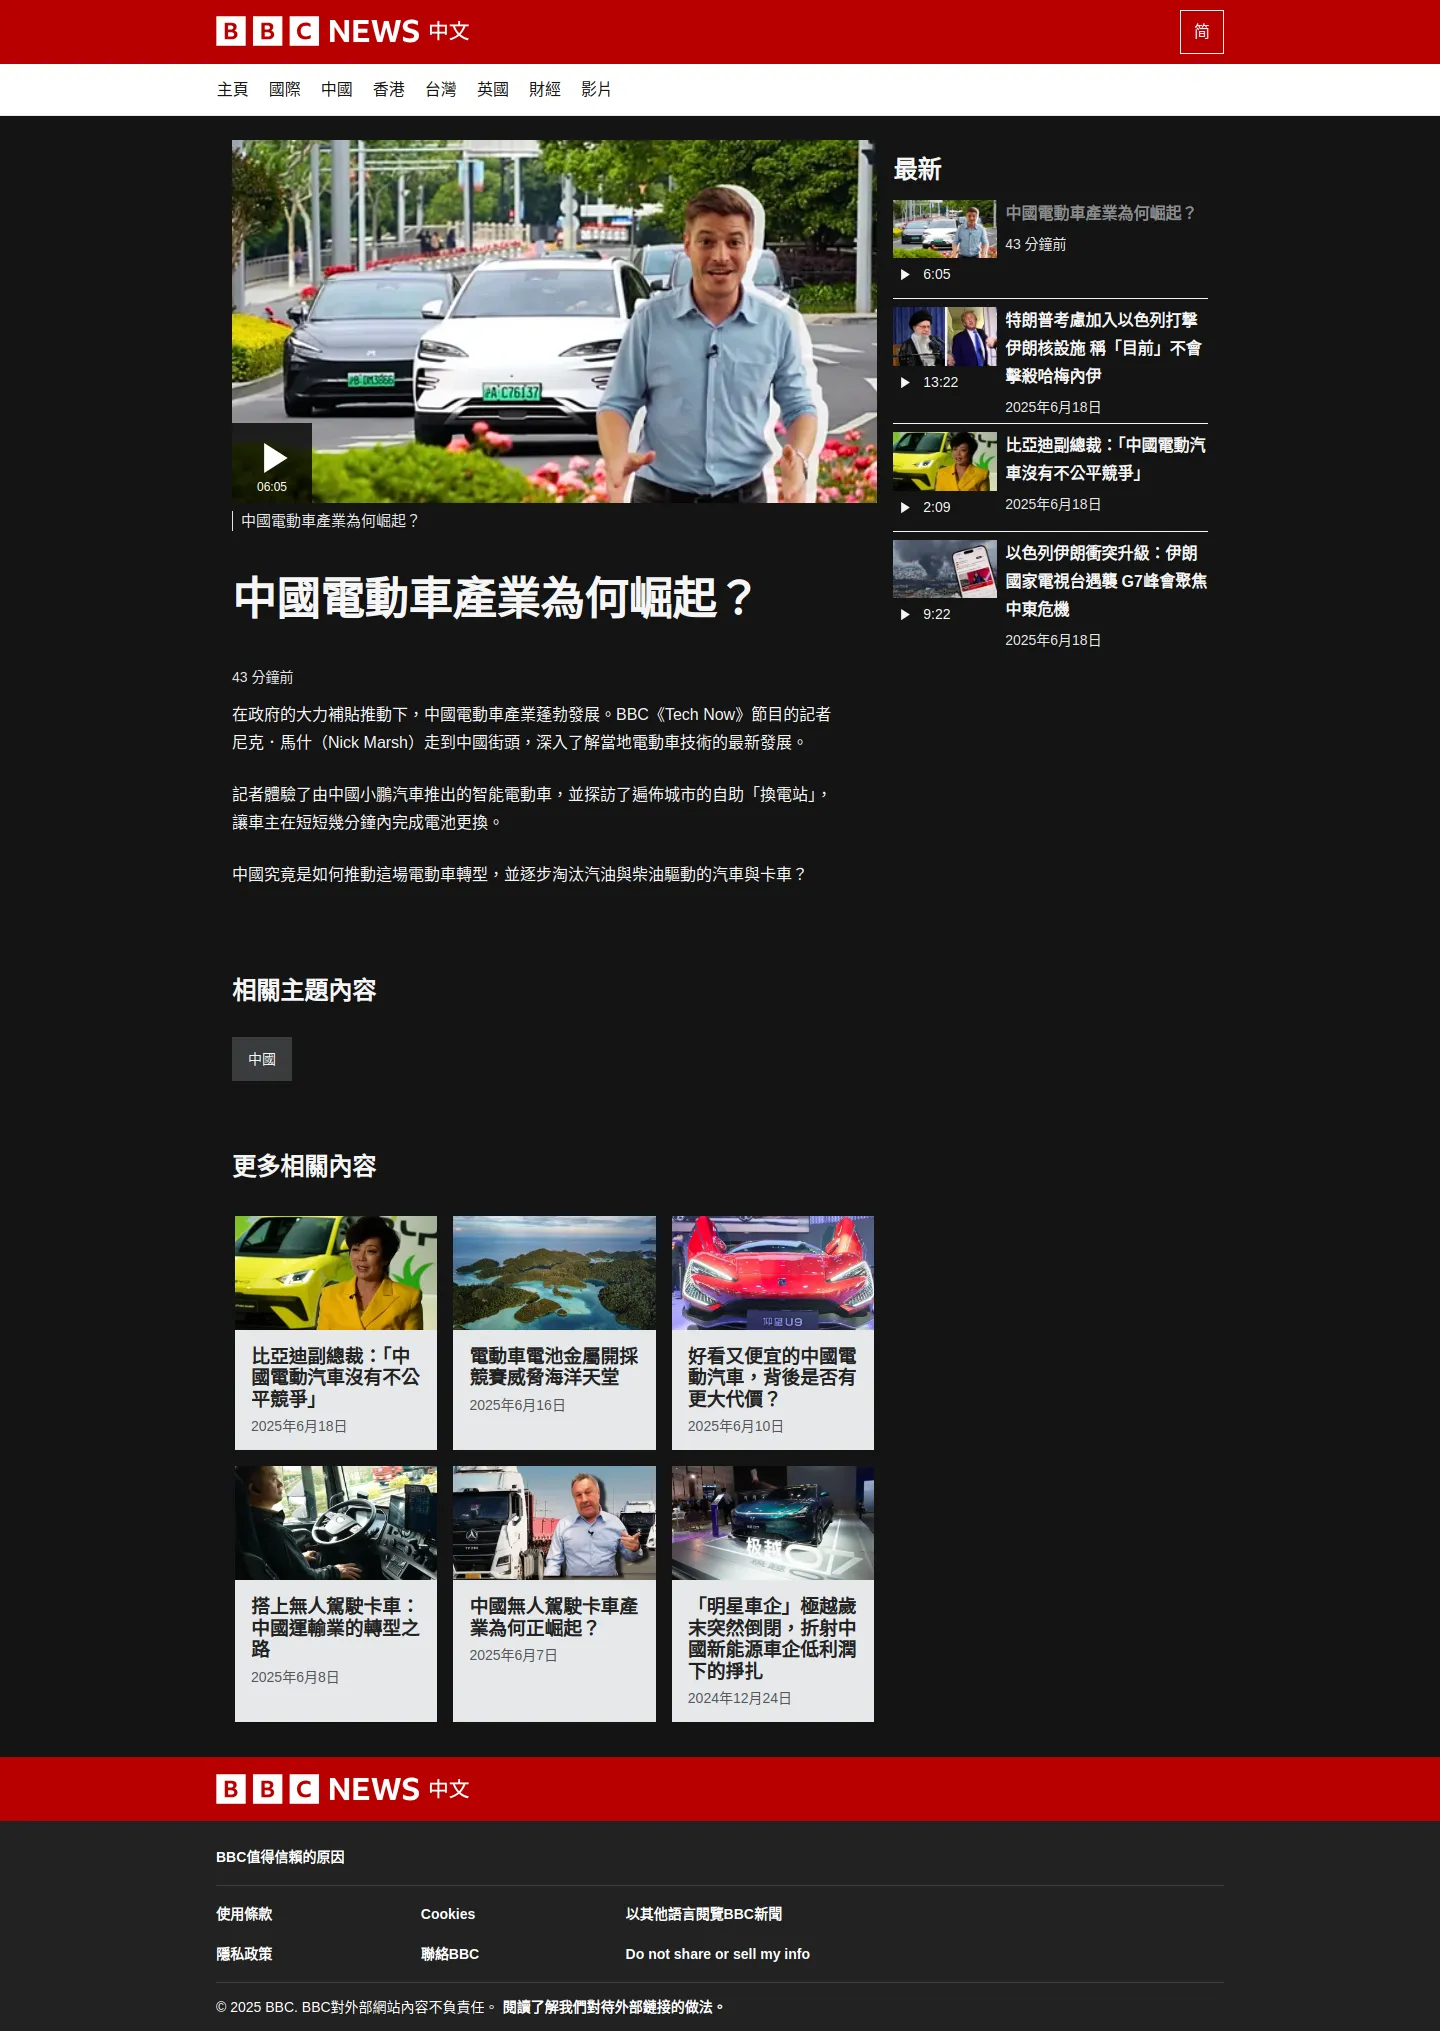 BBC NEWS 中文
简
主頁 國際 中國 香港 台灣 英國 財經 影片
06:05
中國電動車產業為何崛起？
中國電動車產業為何崛起？
43 分鐘前
在政府的大力補貼推動下，中國電動車產業蓬勃發展。BBC《Tech Now》節目的記者
尼克．馬什（Nick Marsh）走到中國街頭，深入了解當地電動車技術的最新發展。
記者體驗了由中國小鵬汽車推出的智能電動車，並探訪了遍佈城市的自助「換電站」，
讓車主在短短幾分鐘內完成電池更換。
中國究竟是如何推動這場電動車轉型，並逐步淘汰汽油與柴油驅動的汽車與卡車？
最新
中國電動車產業為何崛起？
43 分鐘前
6:05
特朗普考慮加入以色列打擊
伊朗核設施 稱「目前」不會
擊殺哈梅內伊
13:22
2025年6月18日
比亞迪副總裁：「中國電動汽
車沒有不公平競爭」
2025年6月18日
2:09
以色列伊朗衝突升級：伊朗
國家電視台遇襲 G7峰會聚焦
中東危機
9:22
2025年6月18日
相關主題內容
中國
更多相關內容
比亞迪副總裁：「中
國電動汽車沒有不公
平競爭」
2025年6月18日
電動車電池金屬開採
競賽威脅海洋天堂
2025年6月16日
仰望U9
好看又便宜的中國電
動汽車，背後是否有
更大代價？
2025年6月10日
搭上無人駕駛卡車：
中國運輸業的轉型之
路
2025年6月8日
中國無人駕駛卡車產
業為何正崛起？
2025年6月7日
极越 07
「明星車企」極越歲
末突然倒閉，折射中
國新能源車企低利潤
下的掙扎
2024年12月24日
BBC NEWS 中文
BBC值得信賴的原因
使用條款 Cookies 以其他語言閱覽BBC新聞
隱私政策 聯絡BBC Do not share or sell my info
© 2025 BBC. BBC對外部網站內容不負責任。 閱讀了解我們對待外部鏈接的做法。